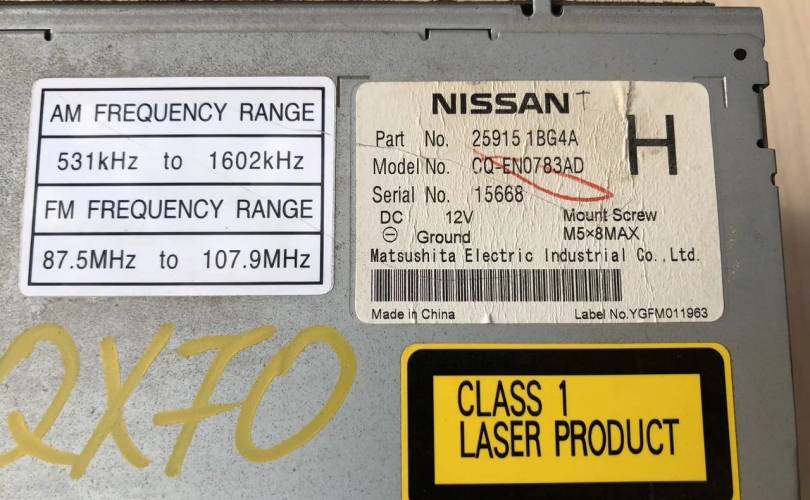 AM FREQUENCY RANGE
531kHz to 1602kHz
FM FREQUENCY RANGE
87.5MHz to 107.9MHz
NISSAN T
Part No. 25915 1BG4A
Model No. CQ-EN0783AD
Serial No. 15668
H
DC 12V
⊖ Ground
Mount Screw
M5×8MAX
Matsushita Electric Industrial Co.,Ltd.
Made in China
Label No.YGFM011963
QX70
CLASS 1
LASER PRODUCT